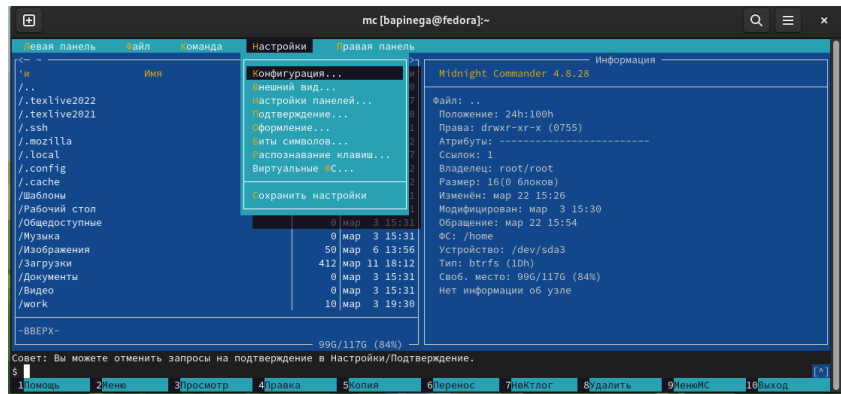 mc [bapinega@fedora]:~
Левая панель Файл Команда Настройки Правая панель
<— ~
'и Имя
/..
/.texlive2022
/.texlive2021
/.ssh
/.mozilla
/.local
/.config
/.cache
/Шаблоны
/Рабочий стол
/Общедоступные 0 мар 3 15:31
/Музыка 0 мар 3 15:31
/Изображения 50 мар 6 13:56
/Загрузки 412 мар 11 18:12
/Документы 0 мар 3 15:31
/Видео 0 мар 3 15:31
/work 10 мар 3 19:30
-ВВЕРХ-
99G/117G (84%)
Конфигурация...
Внешний вид...
Настройки панелей...
Подтверждение...
Оформление...
Биты символов...
Распознавание клавиш...
Виртуальные ФС...
Сохранить настройки
Информация
Midnight Commander 4.8.28
Файл: ..
Положение: 24h:100h
Права: drwxr-xr-x (0755)
Атрибуты: -------------------------
Ссылок: 1
Владелец: root/root
Размер: 16(0 блоков)
Изменён: мар 22 15:26
Модифицирован: мар 3 15:30
Обращение: мар 22 15:54
ФС: /home
Устройство: /dev/sda3
Тип: btrfs (1Dh)
Своб. место: 99G/117G (84%)
Нет информации об узле
Совет: Вы можете отменить запросы на подтверждение в Настройки/Подтверждение.
$ [^]
1Помощь 2Меню 3Просмотр 4Правка 5Копия 6Перенос 7НвКтлог 8Удалить 9МенюМС 10Выход